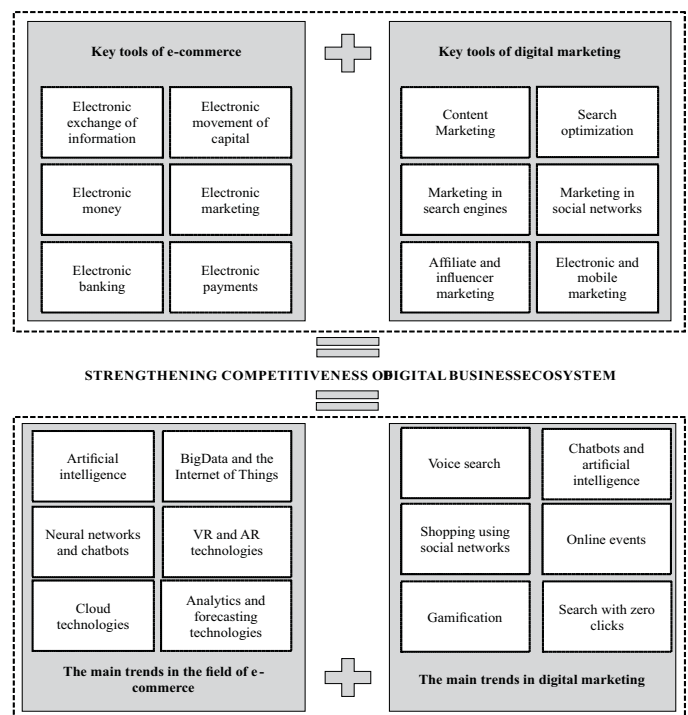 Key tools of e-commerce
Electronic
exchange of
information
Electronic
movement of
capital
Electronic
money
Electronic
marketing
Electronic
banking
Electronic
payments
Key tools of digital marketing
Content
Marketing
Search
optimization
Marketing in
search engines
Marketing in
social networks
Affiliate and
influencer
marketing
Electronic and
mobile
marketing
STRENGTHENING COMPETITIVENESS OF DIGITAL BUSINESSECOSYSTEM
Artificial
intelligence
BigData and the
Internet of Things
Neural networks
and chatbots
VR and AR
technologies
Cloud
technologies
Analytics and
forecasting
technologies
The main trends in the field of e-
commerce
Voice search
Chatbots and
artificial
intelligence
Shopping using
social networks
Online events
Gamification
Search with zero
clicks
The main trends in digital marketing